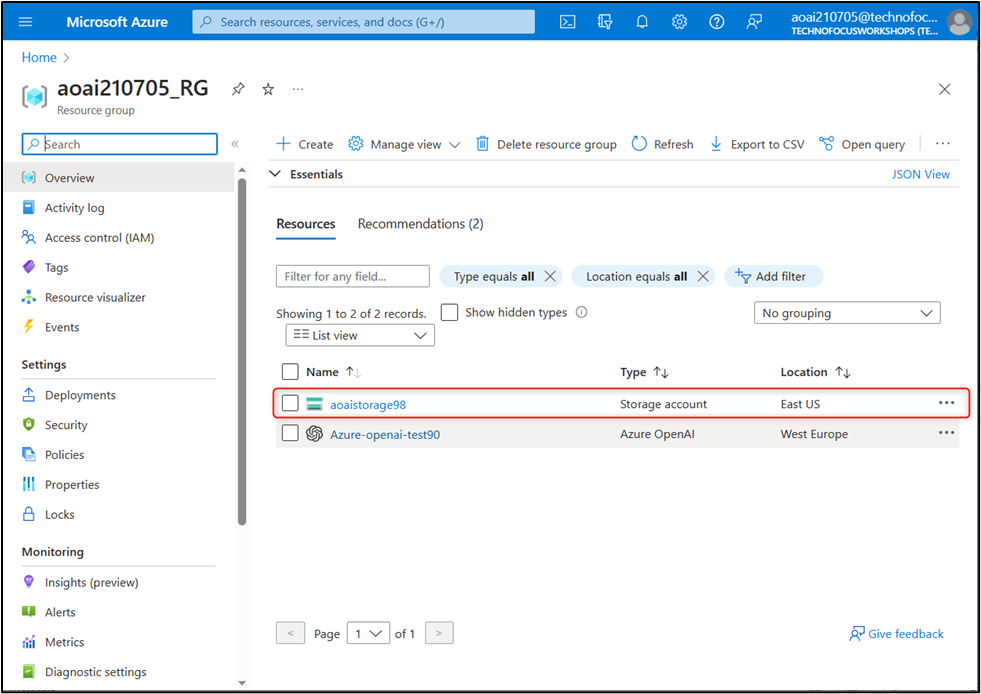 Microsoft Azure
Search resources, services, and docs (G+/)
aoai210705@technofoc...
TECHNOFOCUSWORKSHOPS (TE...
Home
aoai210705_RG
Resource group
Search
Create
Manage view
Delete resource group
Refresh
Export to CSV
Open query
Overview
Activity log
Access control (IAM)
Tags
Resource visualizer
Events
Settings
Deployments
Security
Policies
Properties
Locks
Monitoring
Insights (preview)
Alerts
Metrics
Diagnostic settings
Essentials
JSON View
Resources
Recommendations (2)
Filter for any field...
Type equals all
Location equals all
Add filter
Showing 1 to 2 of 2 records.
Show hidden types
No grouping
List view
Name Type Location
aoaistorage98 Storage account East US
Azure-openai-test90 Azure OpenAI West Europe
< Page 1 of 1 >
Give feedback